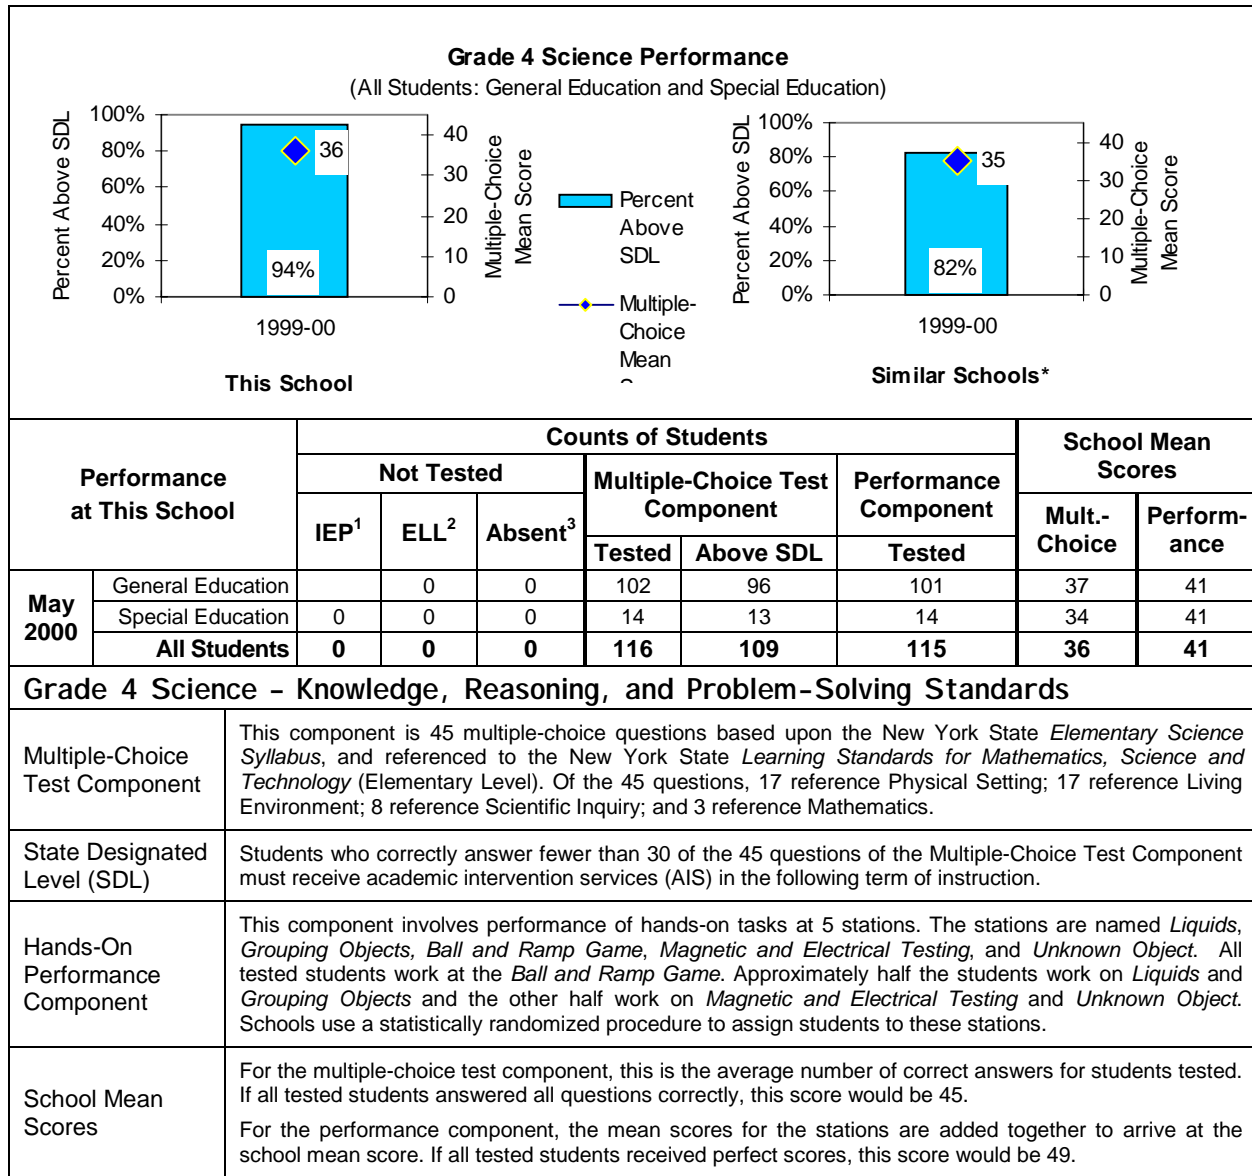 Grade 4 Science Performance
(All Students: General Education and Special Education)
Percent Above SDL
100%
80%
60%
40%
20%
0%
36
94%
40
30
20
10
0
Multiple-Choice
Mean Score
1999-00
This School
Percent
Above
SDL
Multiple-
Choice
Mean
Percent Above SDL
100%
80%
60%
40%
20%
0%
35
82%
40
30
20
10
0
Multiple-Choice
Mean Score
1999-00
Similar Schools*
Performance
at This School
Counts of Students
School Mean
Scores
Not Tested
Multiple-Choice Test
Component
Performance
Component
IEP1
ELL2
Absent3
Tested
Above SDL
Tested
Mult.-
Choice
Perform-
ance
May
2000
General Education 0 0 102 96 101 37 41
Special Education 0 0 0 14 13 14 34 41
All Students 0 0 0 116 109 115 36 41
Grade 4 Science – Knowledge, Reasoning, and Problem-Solving Standards
Multiple-Choice
Test Component
This component is 45 multiple-choice questions based upon the New York State Elementary Science
Syllabus, and referenced to the New York State Learning Standards for Mathematics, Science and
Technology (Elementary Level). Of the 45 questions, 17 reference Physical Setting; 17 reference Living
Environment; 8 reference Scientific Inquiry; and 3 reference Mathematics.
State Designated
Level (SDL)
Students who correctly answer fewer than 30 of the 45 questions of the Multiple-Choice Test Component
must receive academic intervention services (AIS) in the following term of instruction.
Hands-On
Performance
Component
This component involves performance of hands-on tasks at 5 stations. The stations are named Liquids,
Grouping Objects, Ball and Ramp Game, Magnetic and Electrical Testing, and Unknown Object. All
tested students work at the Ball and Ramp Game. Approximately half the students work on Liquids and
Grouping Objects and the other half work on Magnetic and Electrical Testing and Unknown Object.
Schools use a statistically randomized procedure to assign students to these stations.
School Mean
Scores
For the multiple-choice test component, this is the average number of correct answers for students tested.
If all tested students answered all questions correctly, this score would be 45.
For the performance component, the mean scores for the stations are added together to arrive at the
school mean score. If all tested students received perfect scores, this score would be 49.